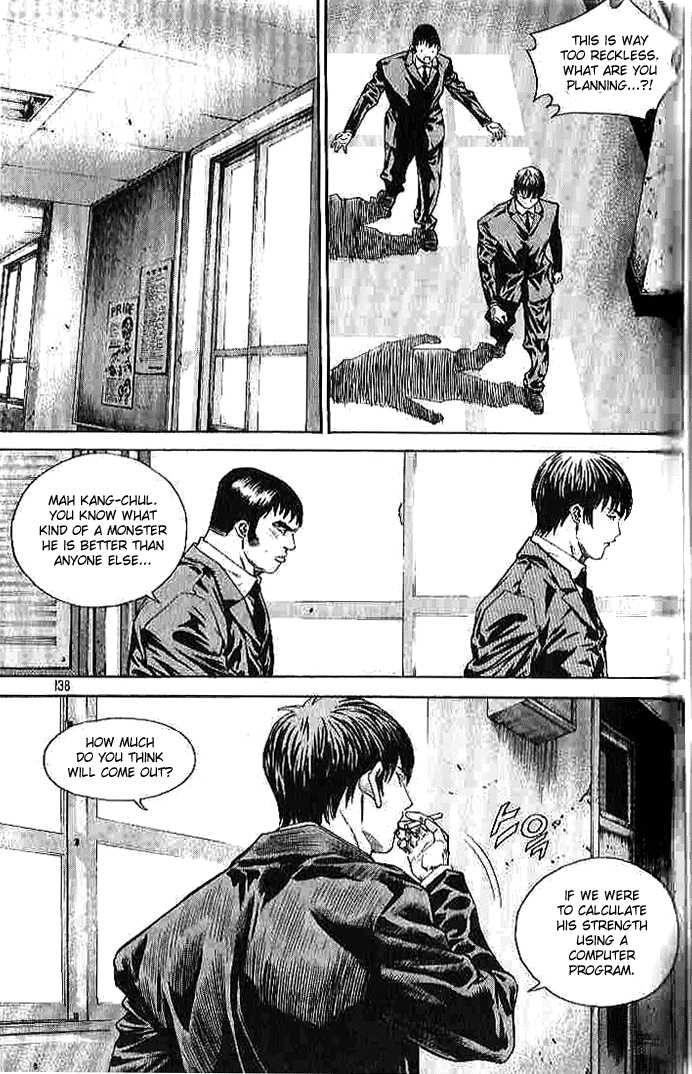 THIS IS WAY
TOO RECKLESS.
WHAT ARE YOU
PLANNING...?!
PRIDE
MAH KANG-CHUL.
YOU KNOW WHAT
KIND OF A MONSTER
HE IS BETTER THAN
ANYONE ELSE...
138
HOW MUCH
DO YOU THINK
WILL COME OUT?
IF WE WERE
TO CALCULATE
HIS STRENGTH
USING A
COMPUTER
PROGRAM.